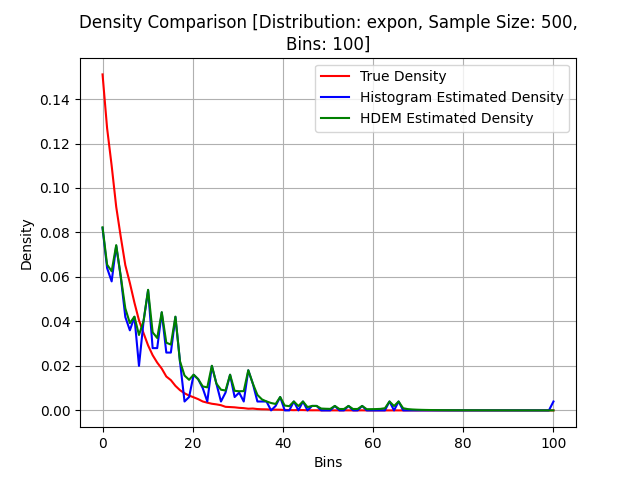 Density Comparison [Distribution: expon, Sample Size: 500,
Bins: 100]
True Density
Histogram Estimated Density
HDEM Estimated Density
Density
0.14
0.12
0.10
0.08
0.06
0.04
0.02
0.00
0 20 40 60 80 100
Bins